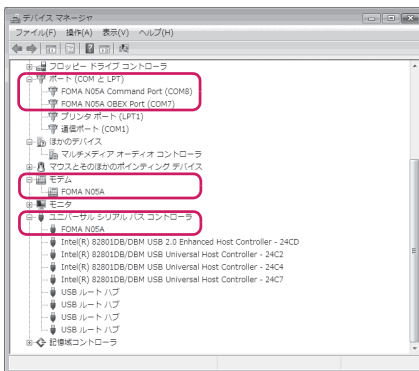 デバイス マネージャ
ファイル(F) 操作(A) 表示(V) ヘルプ(H)
フロッピー ドライブ コントローラ
ポート (COM と LPT)
FOMA N05A Command Port (COM8)
FOMA N05A OBEX Port (COM7)
プリンタ ポート (LPT1)
通信ポート (COM1)
ほかのデバイス
マルチメディア オーディオ コントローラ
マウスとそのほかのポインティング デバイス
モデム
FOMA N05A
モニタ
ユニバーサル シリアル バス コントローラ
FOMA N05A
Intel(R) 82801DB/DBM USB 2.0 Enhanced Host Controller - 24CD
Intel(R) 82801DB/DBM USB Universal Host Controller - 24C2
Intel(R) 82801DB/DBM USB Universal Host Controller - 24C4
Intel(R) 82801DB/DBM USB Universal Host Controller - 24C7
USB ルート ハブ
USB ルート ハブ
USB ルート ハブ
USB ルート ハブ
記憶域コントローラ